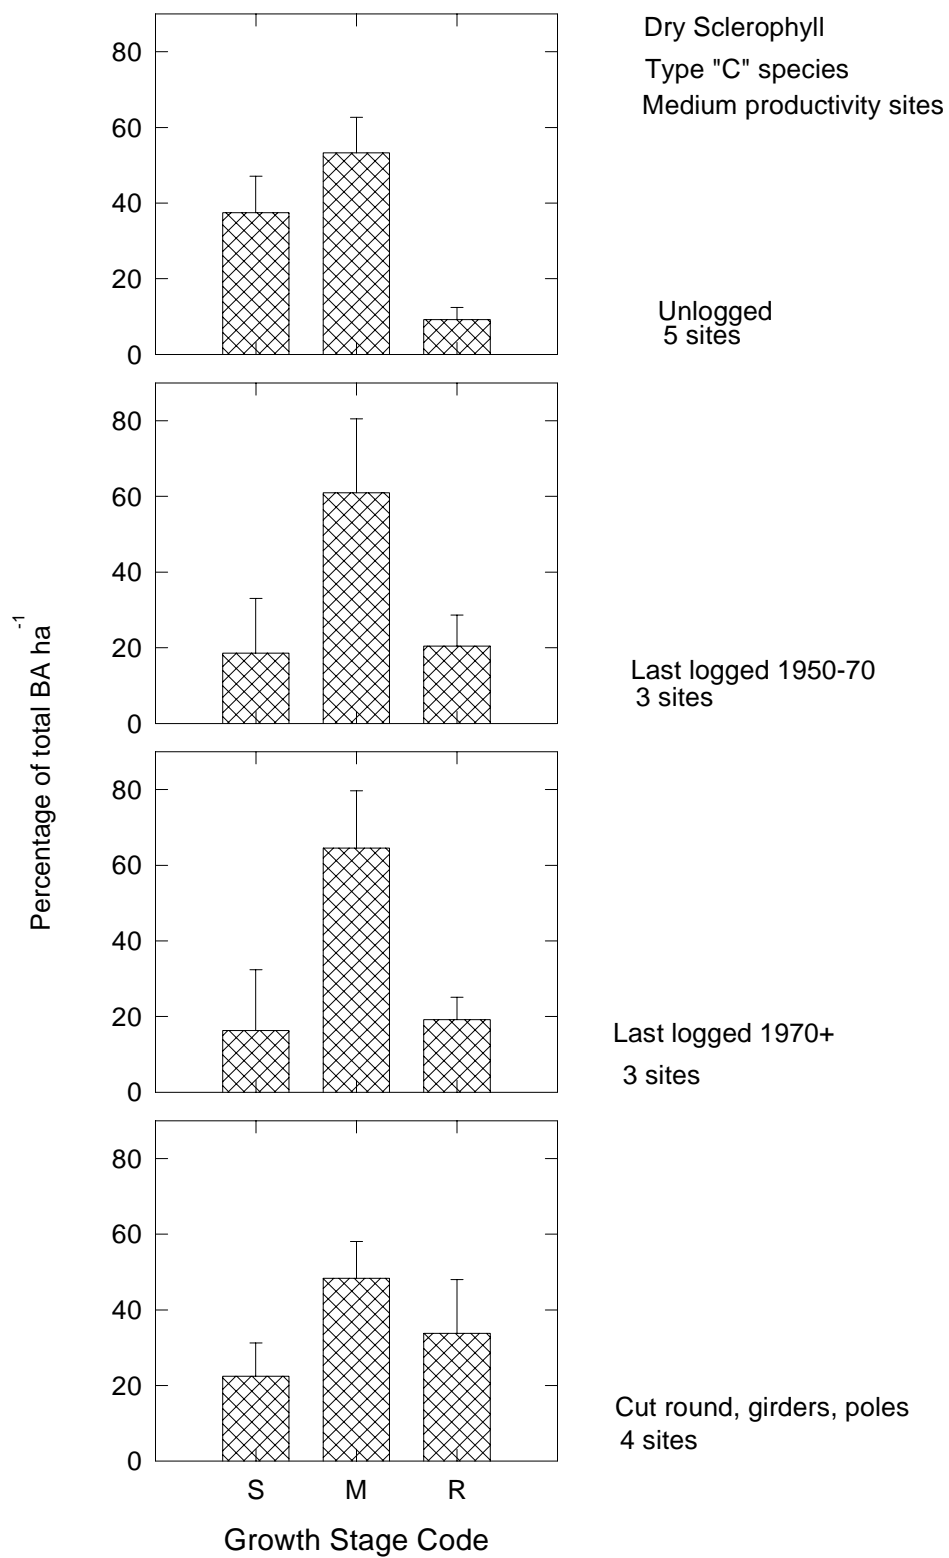 Dry Sclerophyll
Type "C" species
Medium productivity sites
80
60
40
20
0
Unlogged
5 sites
80
60
40
20
0
Last logged 1950-70
3 sites
Percentage of total BA ha-1
80
60
40
20
0
Last logged 1970+
3 sites
80
60
40
20
0
Cut round, girders, poles
4 sites
S M R
Growth Stage Code